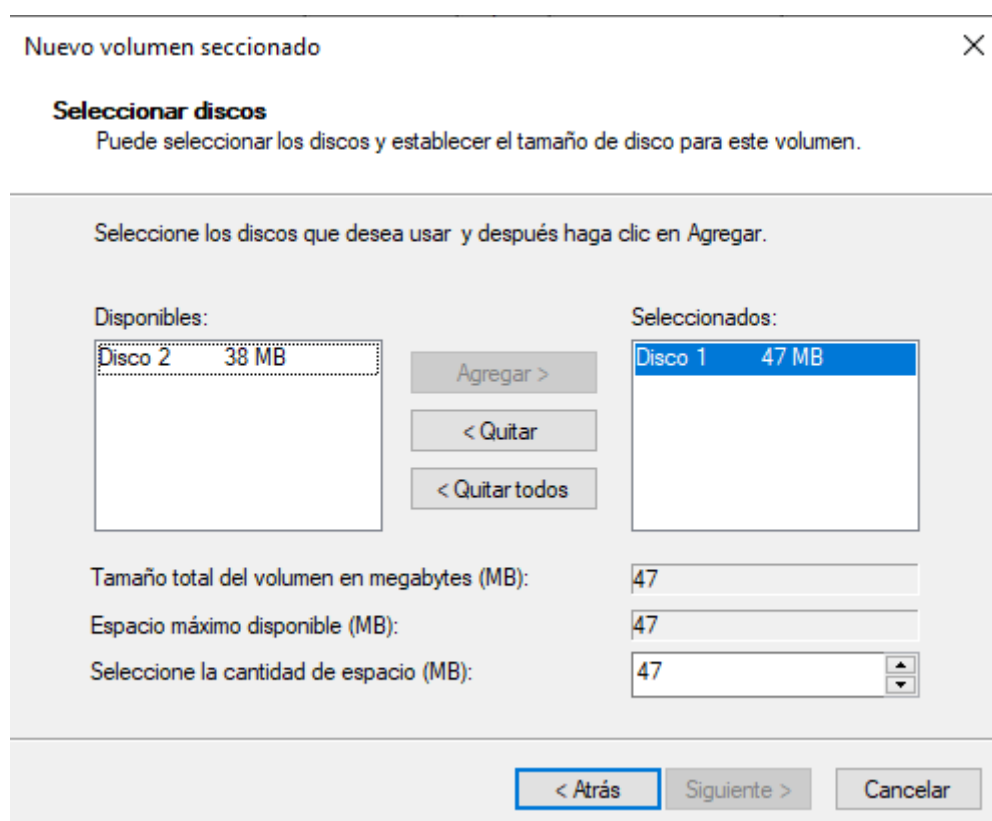 Nuevo volumen seccionado
Seleccionar discos
Puede seleccionar los discos y establecer el tamaño de disco para este volumen.
Seleccione los discos que desea usar y después haga clic en Agregar.
Disponibles:
Seleccionados:
Disco 2 38 MB
Agregar >
Disco 1 47 MB
< Quitar
< Quitar todos
Tamaño total del volumen en megabytes (MB):
47
Espacio máximo disponible (MB):
47
Seleccione la cantidad de espacio (MB):
47
< Atrás
Siguiente >
Cancelar